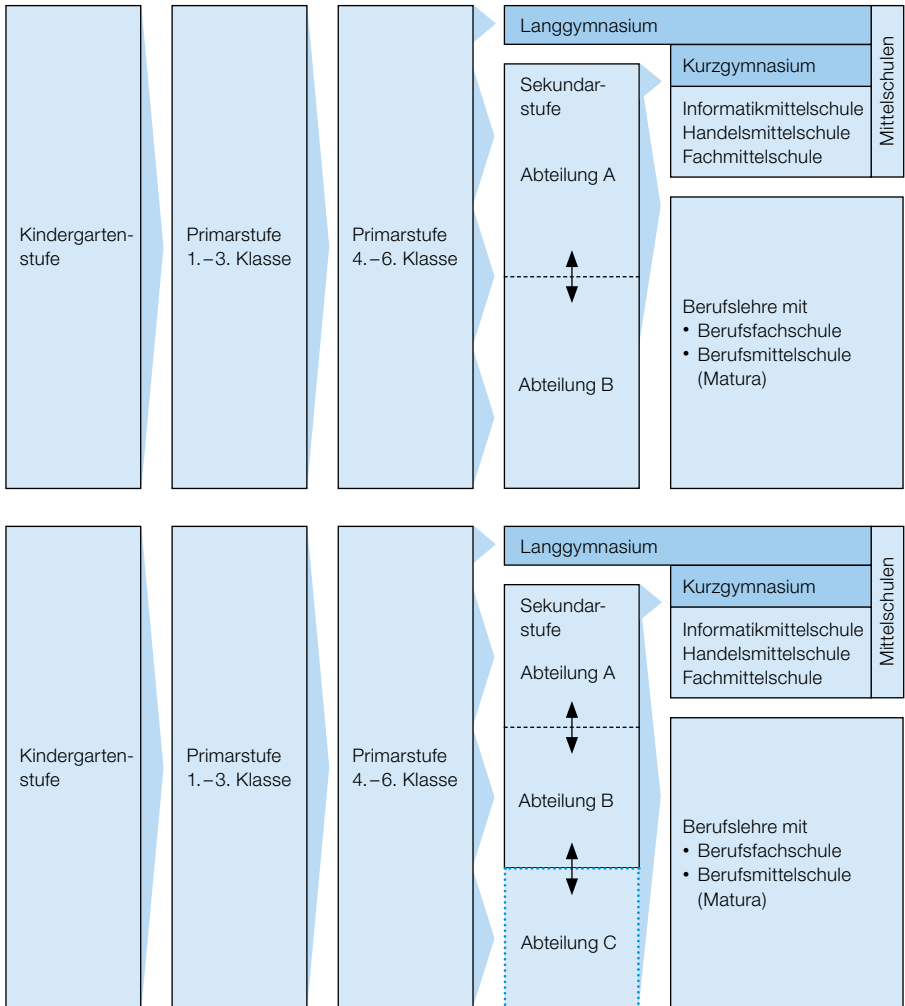 Kindergarten-
stufe
Primarstufe
1.–3. Klasse
Primarstufe
4.–6. Klasse
Langgymnasium
Sekundar-
stufe
Abteilung A
Abteilung B
Kurzgymnasium
Informatikmittelschule
Handelsmittelschule
Fachmittelschule
Mittelschulen
Berufslehre mit
• Berufsfachschule
• Berufsmittelschule
(Matura)
Kindergarten-
stufe
Primarstufe
1.–3. Klasse
Primarstufe
4.–6. Klasse
Langgymnasium
Sekundar-
stufe
Abteilung A
Abteilung B
Abteilung C
Kurzgymnasium
Informatikmittelschule
Handelsmittelschule
Fachmittelschule
Mittelschulen
Berufslehre mit
• Berufsfachschule
• Berufsmittelschule
(Matura)